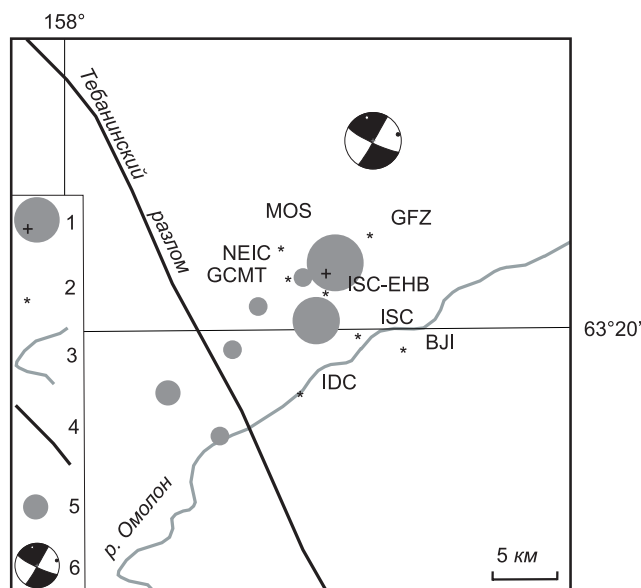 158°
Тебанинский
разлом
MOS
GFZ
NEIC
GCMT
ISC-EHB
ISC
BJI
IDC
63°20'
р. Омолон
1
2
3
4
5
6
5 км